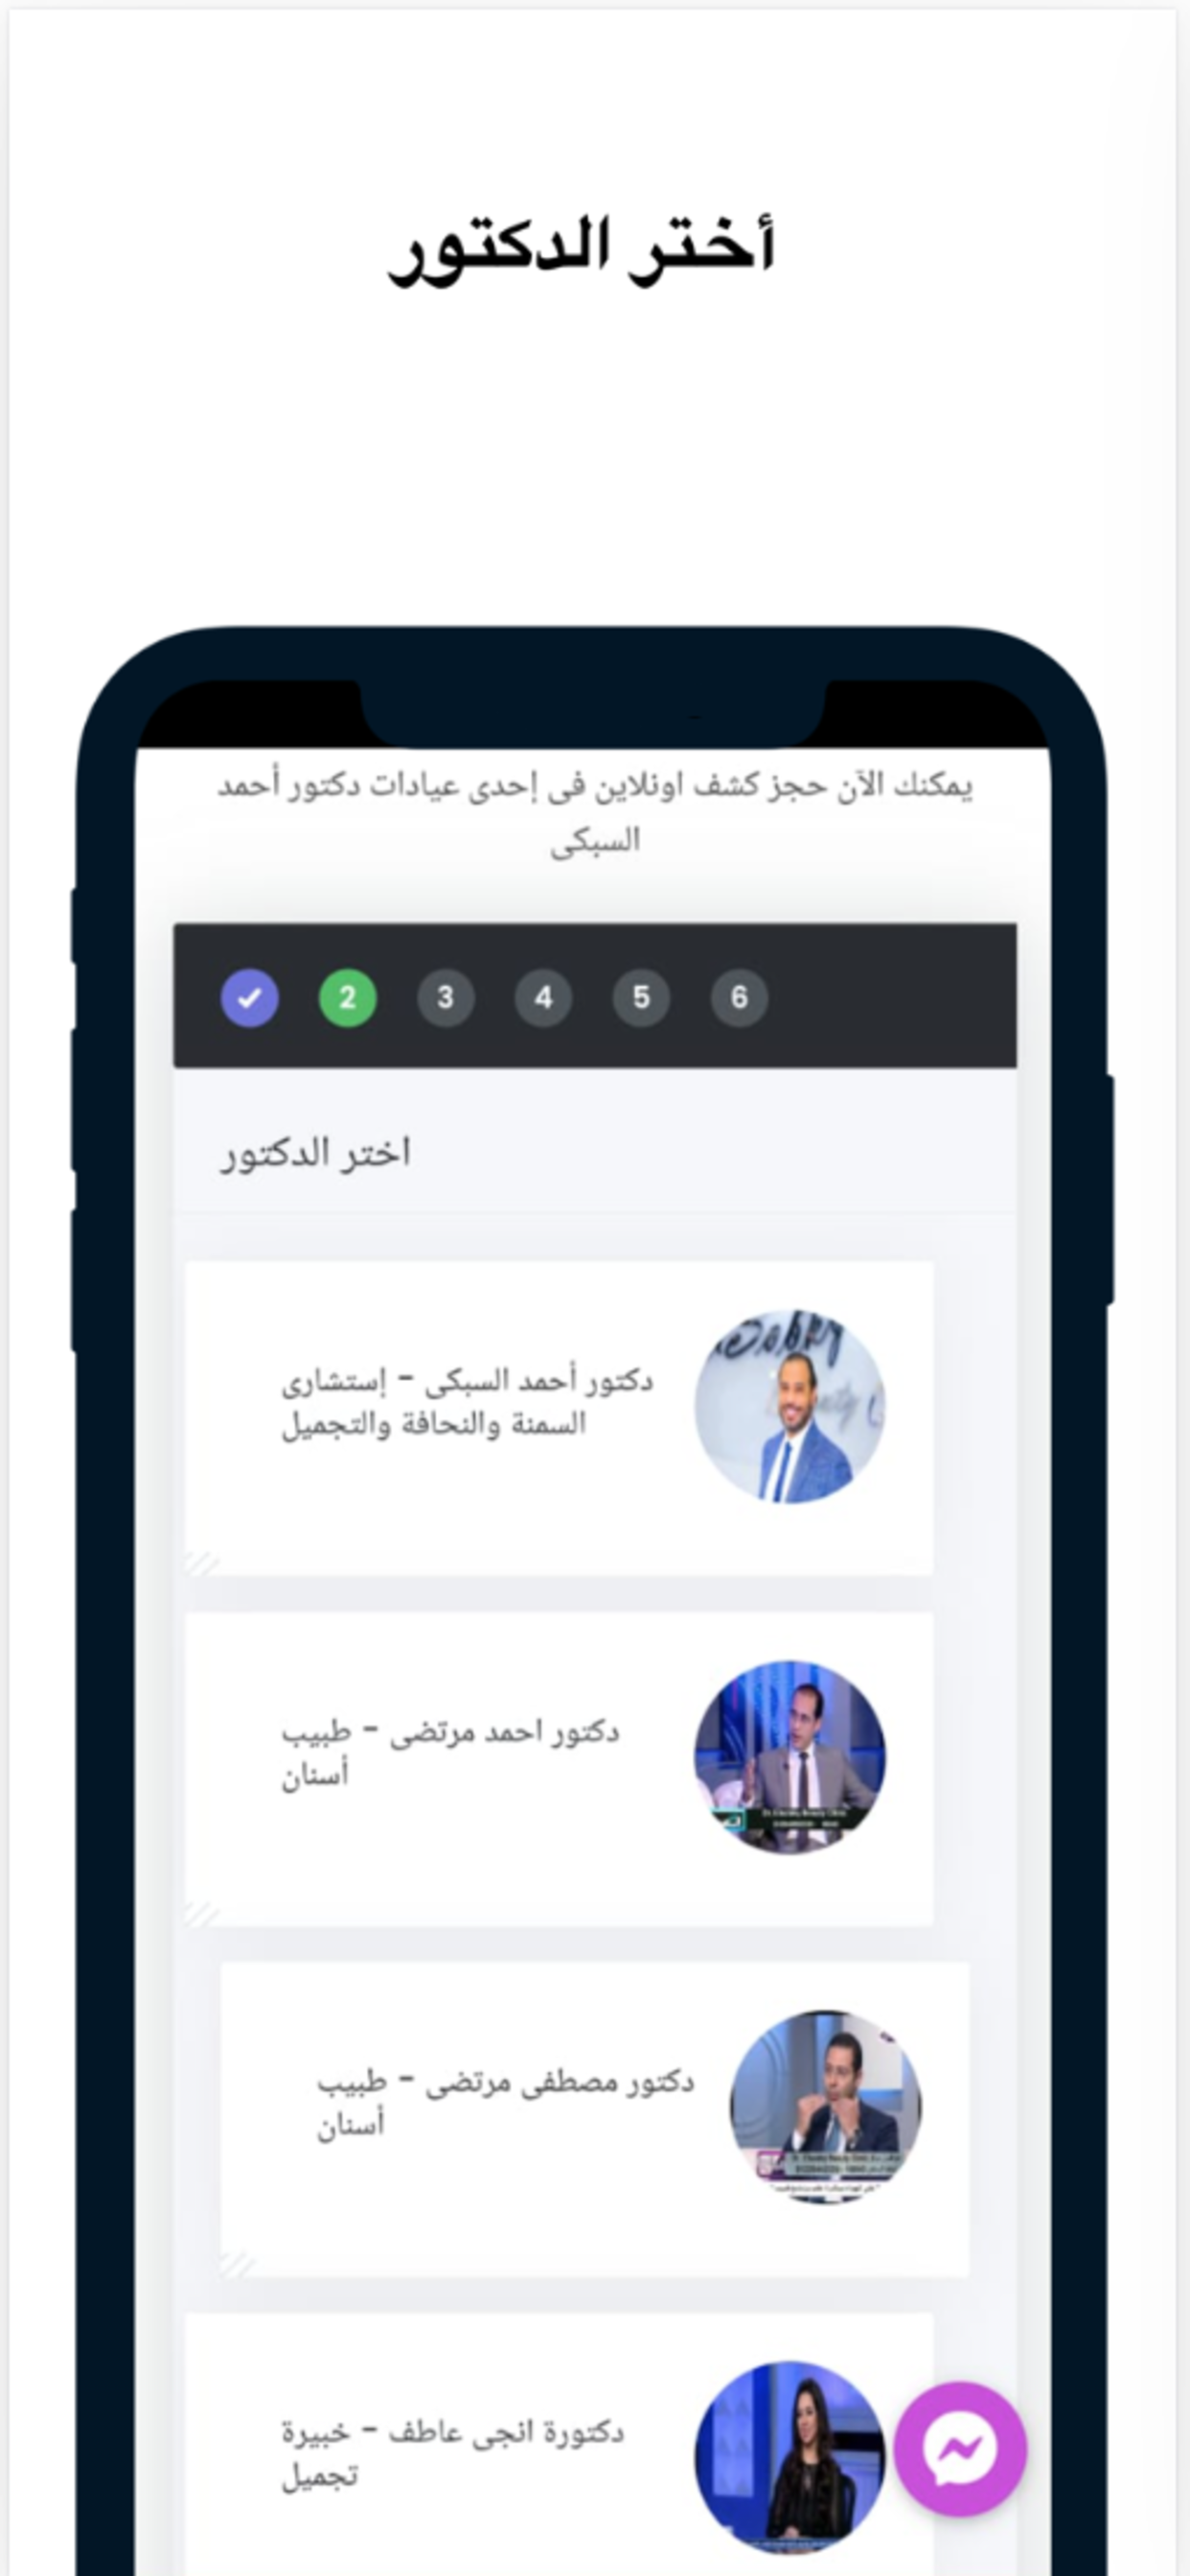 أختر الدكتور
يمكنك الآن حجز كشف اونلاين فى إحدى عيادات دكتور أحمد
السبكى
2 3 4 5 6
اختر الدكتور
دكتور أحمد السبكى – إستشارى
السمنة والنحافة والتجميل
دكتور احمد مرتضى – طبيب
أسنان
دكتور مصطفى مرتضى – طبيب
أسنان
دكتورة انجى عاطف – خبيرة
تجميل